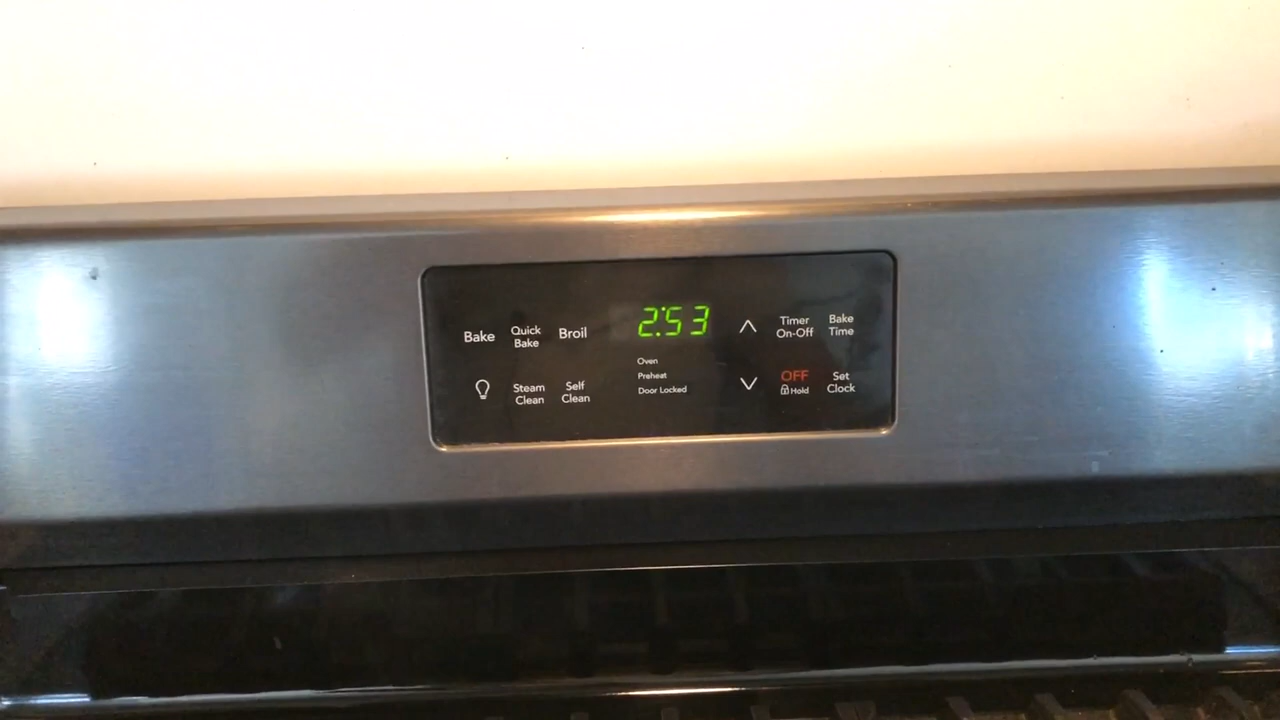 Bake
Quick
Bake
Broil
2:53
Timer
On-Off
Bake
Time
Oven
Preheat
Door Locked
Steam
Clean
Self
Clean
OFF
Hold
Set
Clock